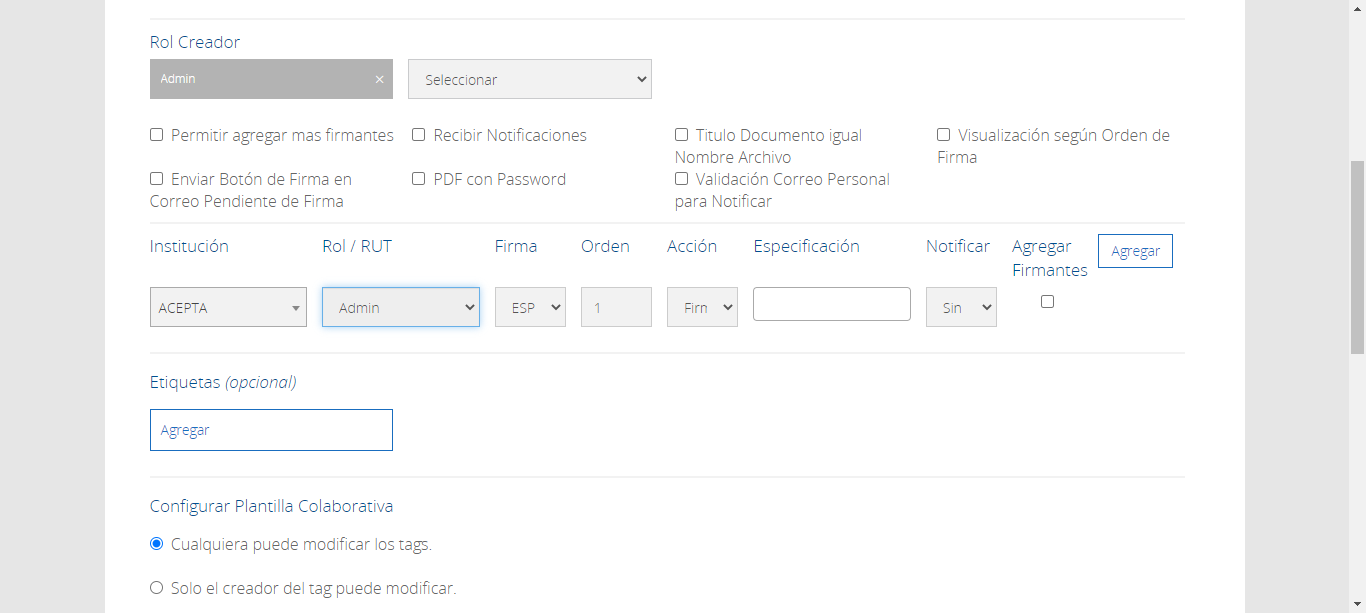 Rol Creador
Admin ×
Seleccionar
Permitir agregar mas firmantes
Recibir Notificaciones
Titulo Documento igual
Nombre Archivo
Visualización según Orden de
Firma
Enviar Botón de Firma en
Correo Pendiente de Firma
PDF con Password
Validación Correo Personal
para Notificar
Institución
Rol / RUT
Firma
Orden
Acción
Especificación
Notificar
Agregar
Firmantes
Agregar
ACEPTA
Admin
ESP
1
Firn
Sin
Etiquetas (opcional)
Agregar
Configurar Plantilla Colaborativa
Cualquiera puede modificar los tags.
Solo el creador del tag puede modificar.